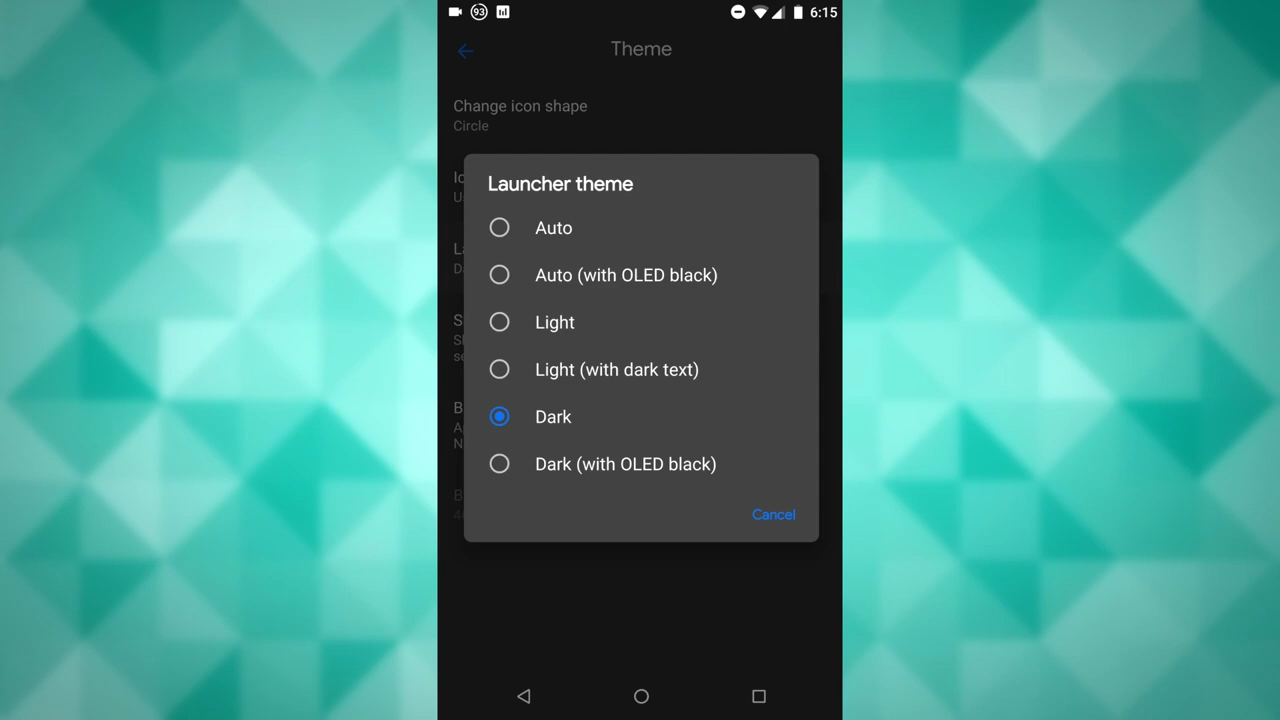 93
6:15
Theme
Change icon shape
Circle
Launcher theme
Auto
Auto (with OLED black)
Light
Light (with dark text)
Dark
Dark (with OLED black)
Cancel